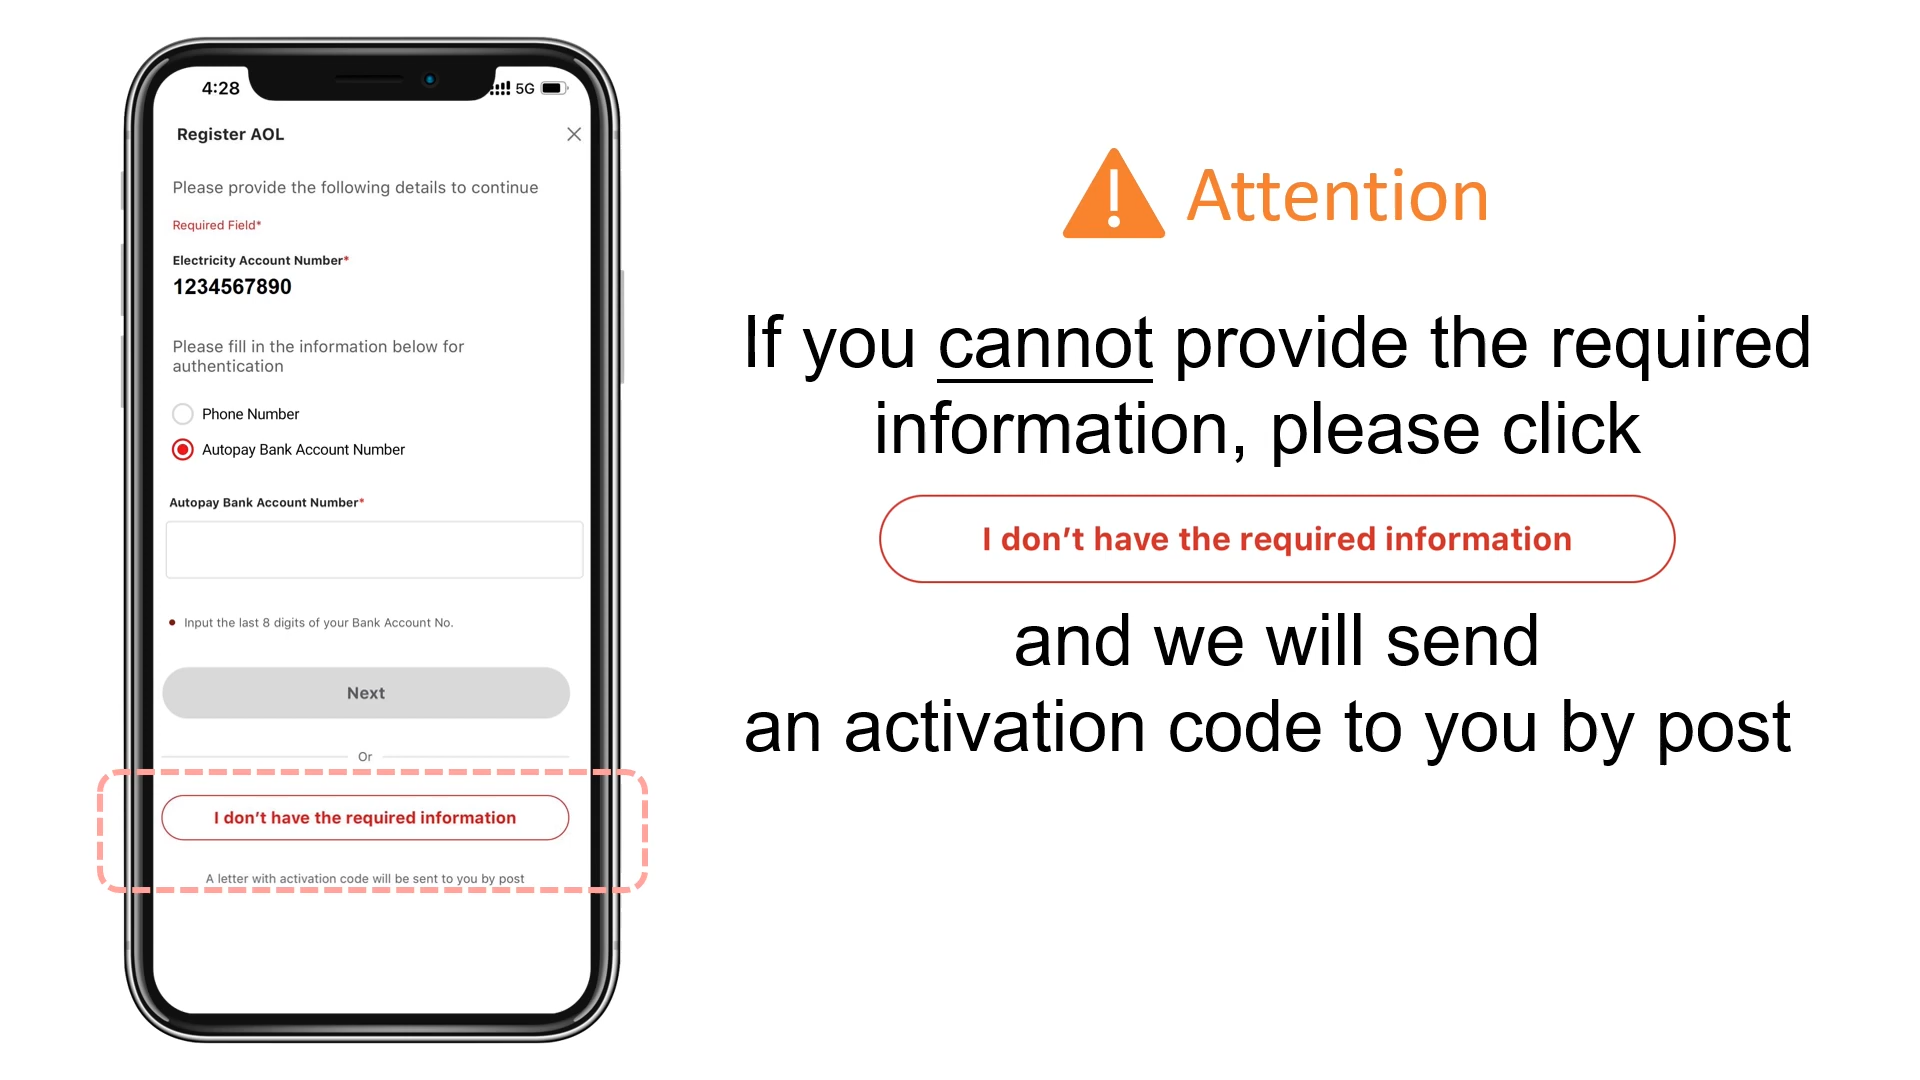 4:28
5G
Register AOL
Please provide the following details to continue
Required Field*
Electricity Account Number*
1234567890
Please fill in the information below for
authentication
Phone Number
Autopay Bank Account Number
Autopay Bank Account Number*
Input the last 8 digits of your Bank Account No.
Next
Or
I don’t have the required information
A letter with activation code will be sent to you by post
Attention
If you cannot provide the required
information, please click
I don’t have the required information
and we will send
an activation code to you by post